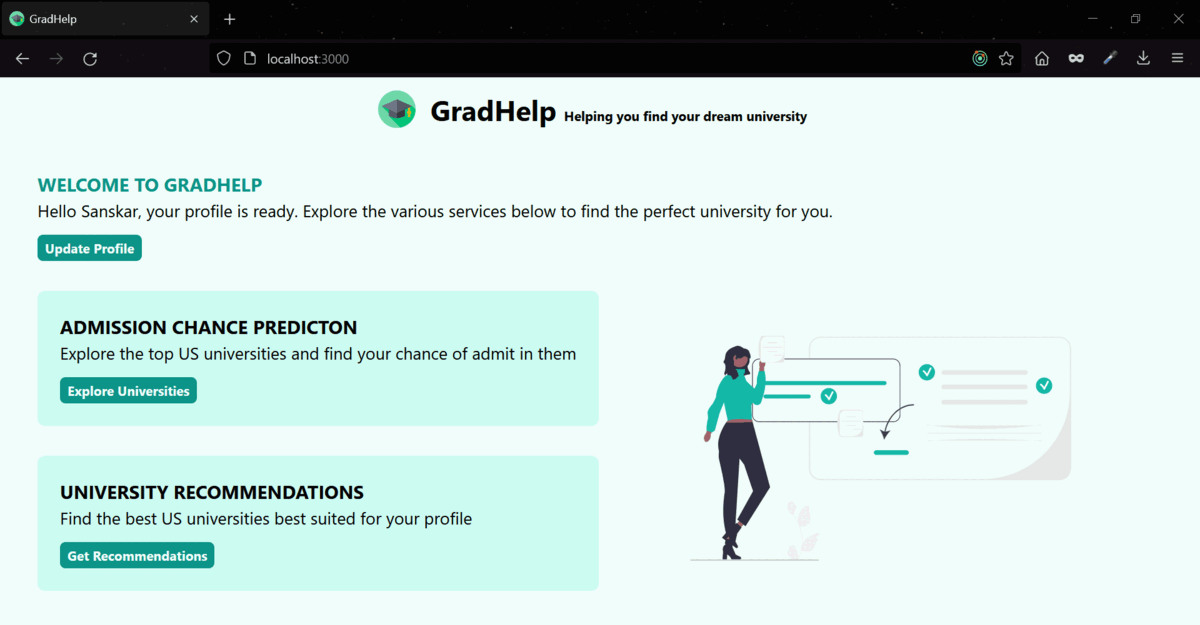 GradHelp
localhost:3000
GradHelp Helping you find your dream university
WELCOME TO GRADHELP
Hello Sanskar, your profile is ready. Explore the various services below to find the perfect university for you.
Update Profile
ADMISSION CHANCE PREDICTON
Explore the top US universities and find your chance of admit in them
Explore Universities
UNIVERSITY RECOMMENDATIONS
Find the best US universities best suited for your profile
Get Recommendations